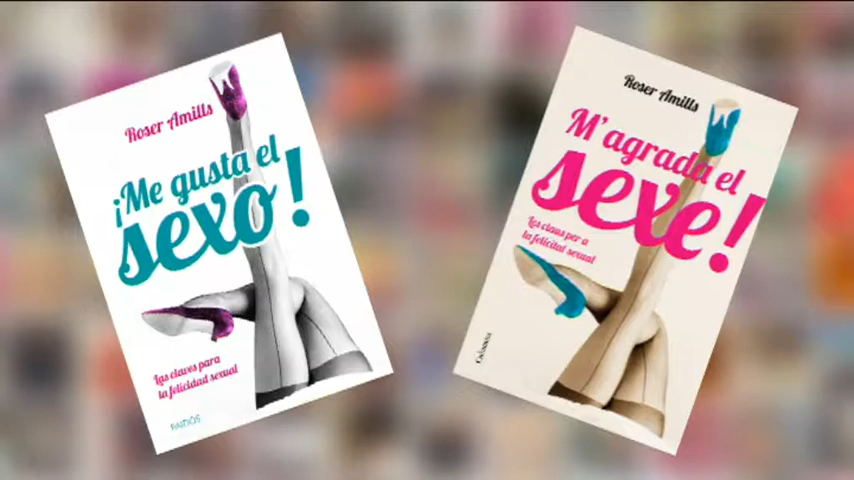 Roser Amills
¡Me gusta el
sexo!
Las claves para
la felicidad sexual
PAIDÓS
Roser Amills
M'agrada el
sexe!
Les claus per a
la felicitat sexual
Columna